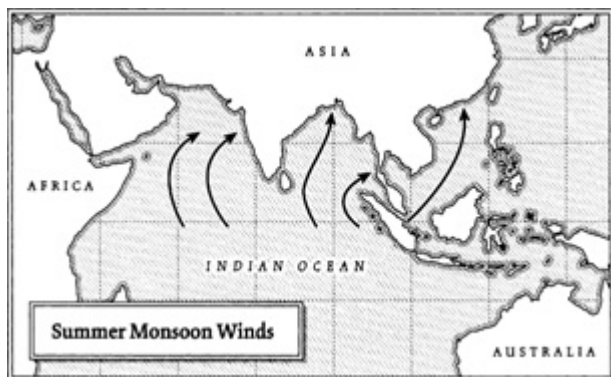 ASIA
AFRICA
INDIAN OCEAN
Summer Monsoon Winds
AUSTRALIA